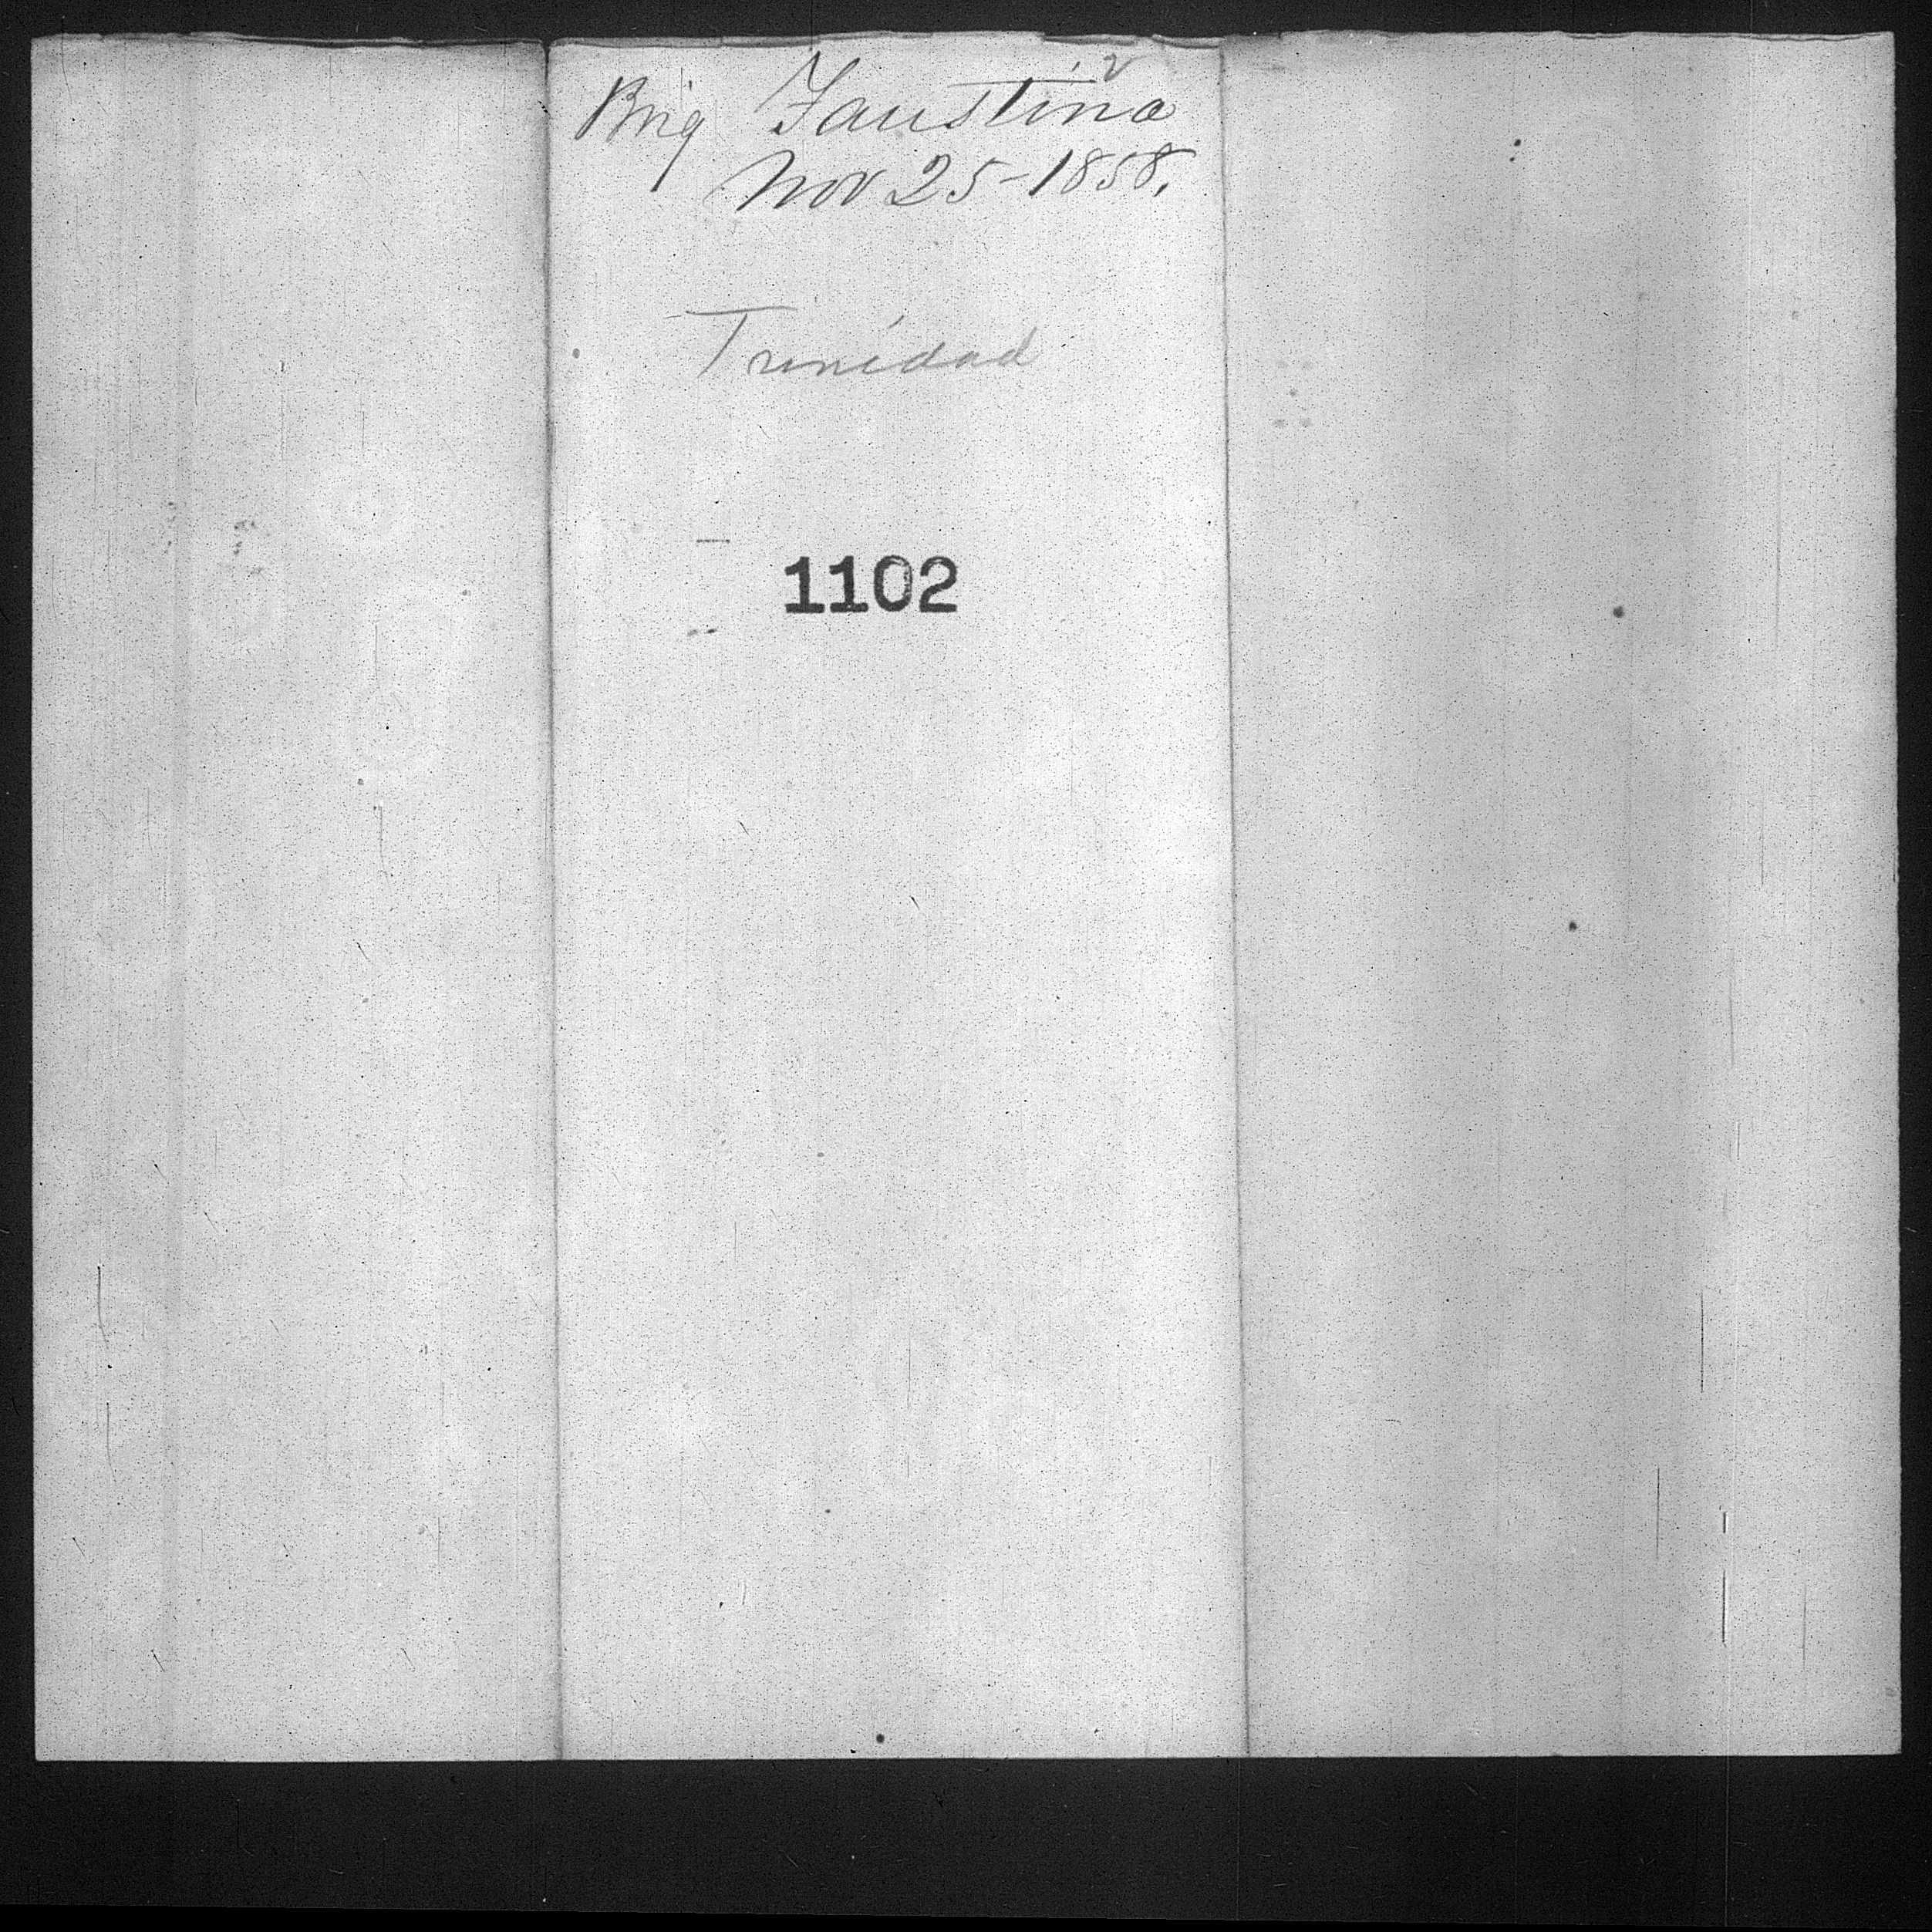 Brig Faustina
Nov 25-1858.
Trinidad
1102